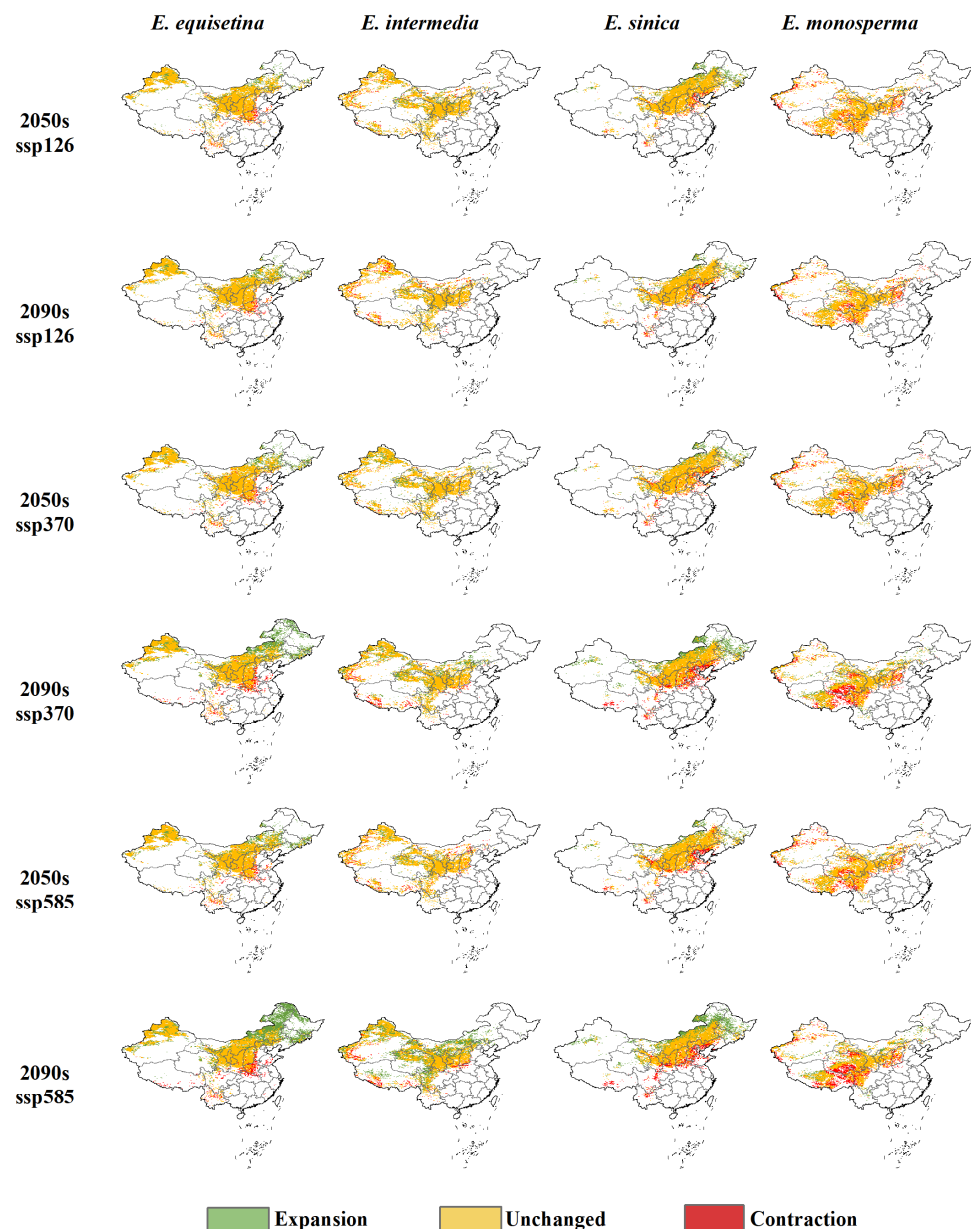 E. equisetina E. intermedia E. sinica E. monosperma
2050s
ssp126
2090s
ssp126
2050s
ssp370
2090s
ssp370
2050s
ssp585
2090s
ssp585
Expansion Unchanged Contraction